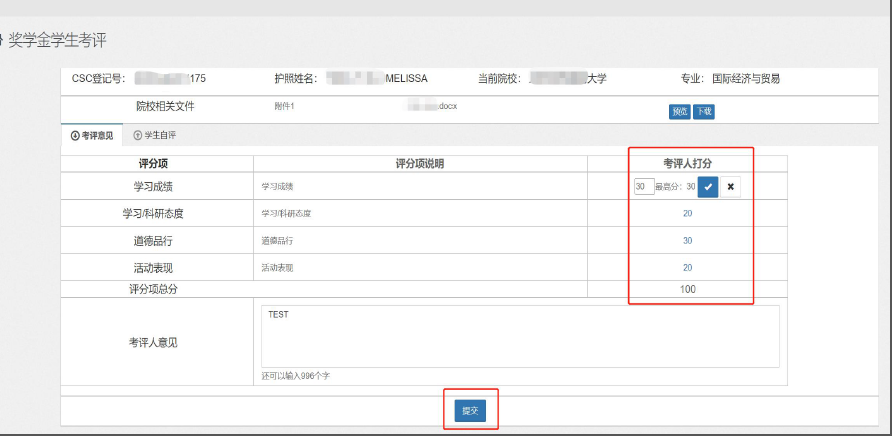 奖学金学生考评
CSC登记号： 175 护照姓名： MELISSA 当前院校： 大学 专业： 国际经济与贸易
院校相关文件 附件1 .docx 预览 下载
考评意见 学生自评
评分项 评分项说明 考评人打分
学习成绩 学习成绩 30 最高分：30
学习/科研态度 学习/科研态度 20
道德品行 道德品行 30
活动表现 活动表现 20
评分项总分 100
考评人意见 TEST
还可以输入996个字
提交